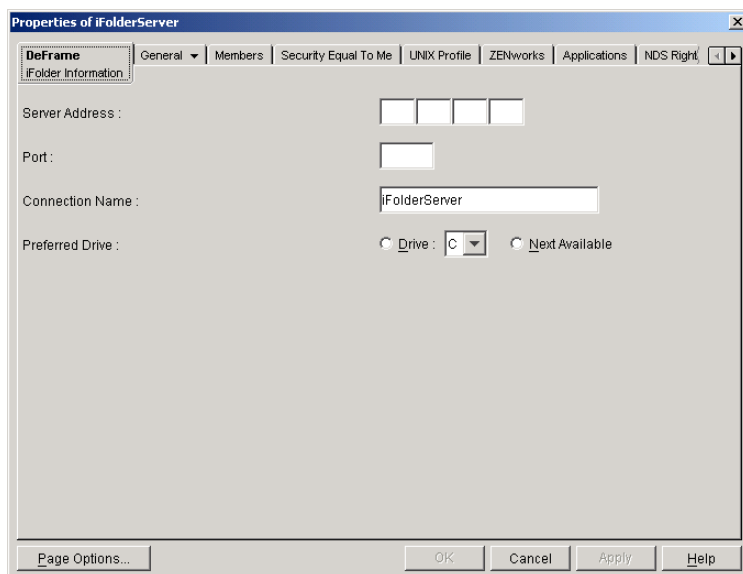 Properties of iFolderServer
DeFrame General Members Security Equal To Me UNIX Profile ZENworks Applications NDS Right
iFolder Information
Server Address :
Port :
Connection Name : iFolderServer
Preferred Drive : Drive : C Next Available
Page Options... OK Cancel Apply Help